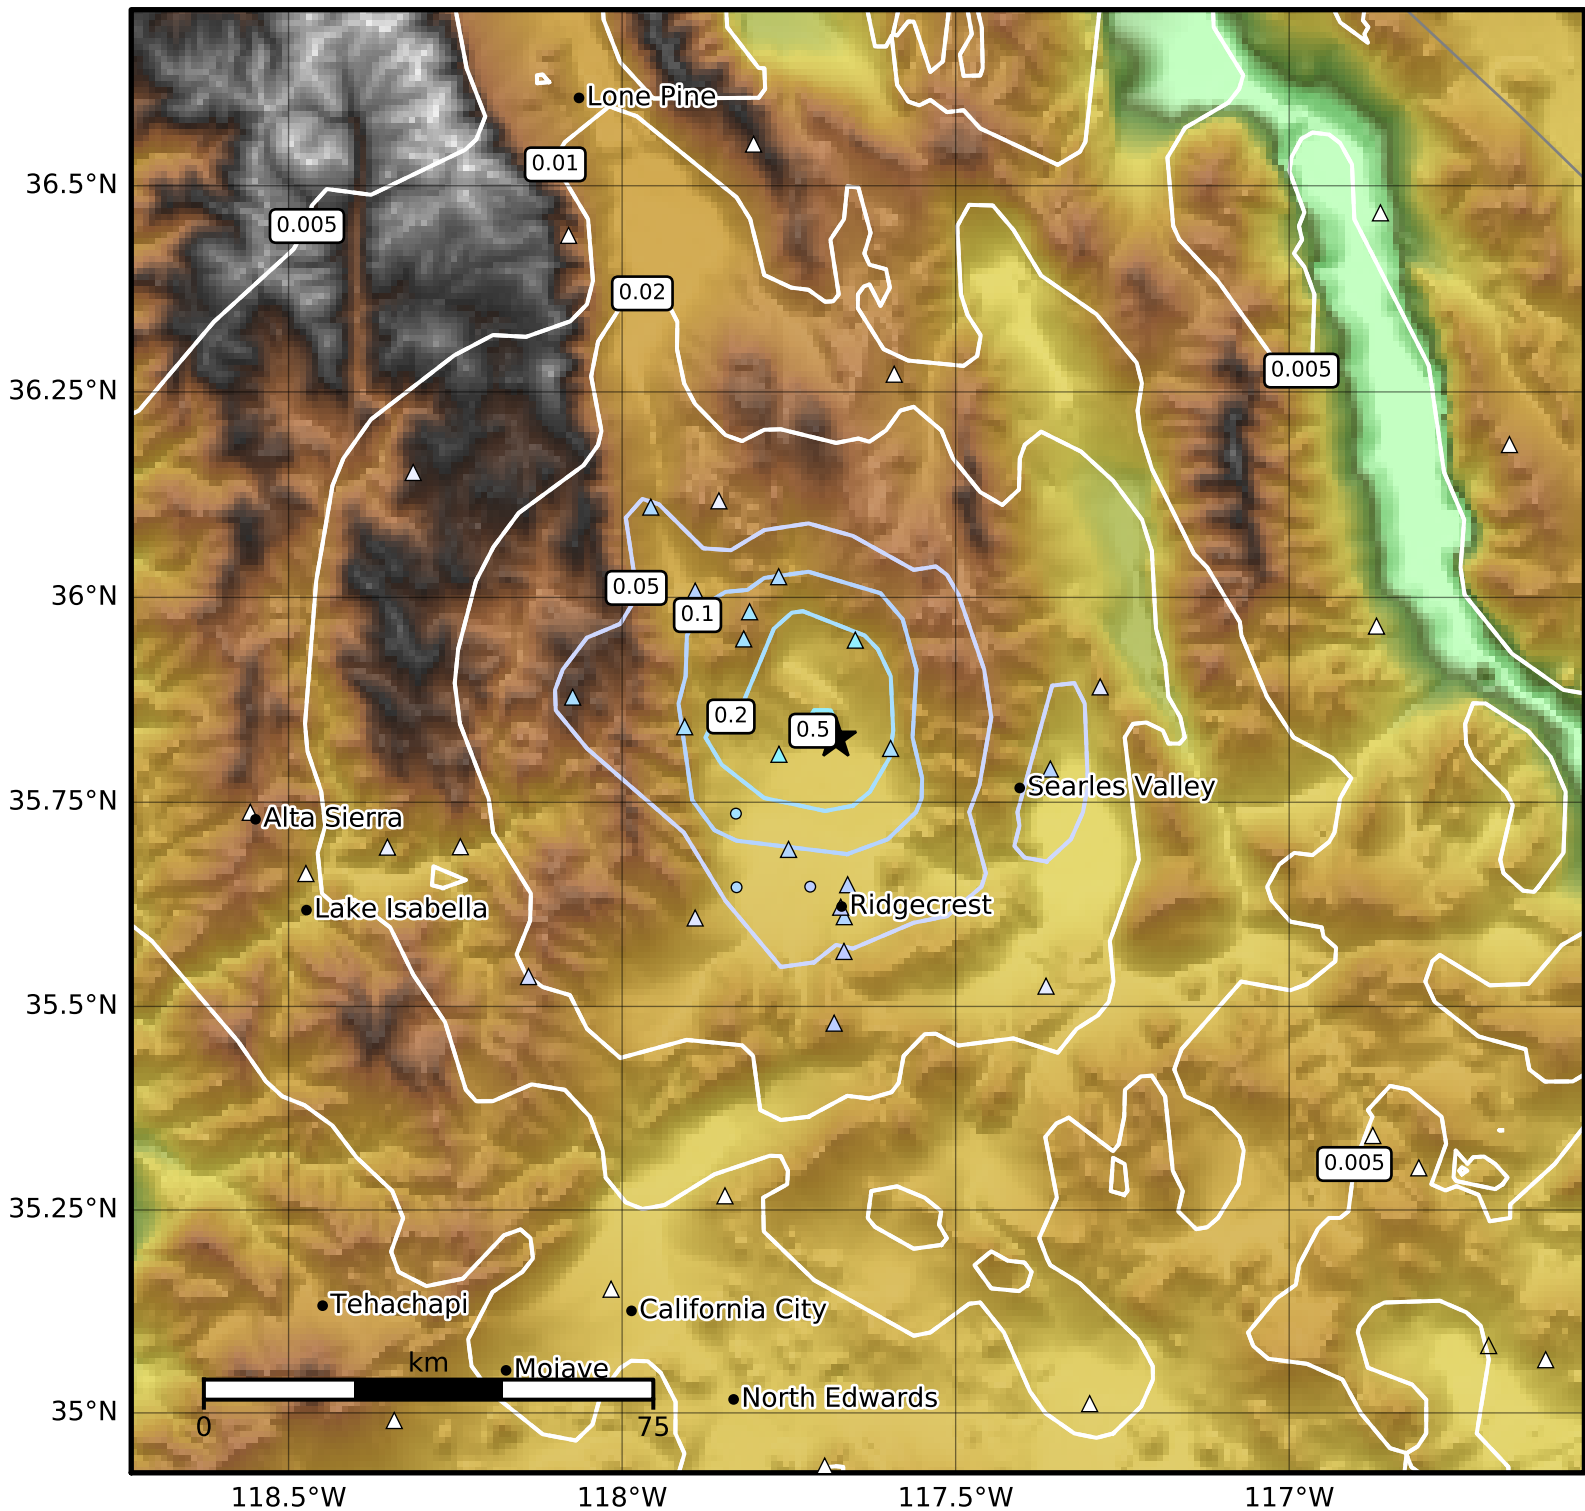 Lone Pine
36.5°N
0.01
0.005
0.02
36.25°N
0.005
36°N
0.05
0.1
0.2
0.5
35.75°N
Searles Valley
Alta Sierra
Lake Isabella
Ridgecrest
35.5°N
0.005
35.25°N
Tehachapi
California City
km
Mojave
North Edwards
35°N
0
75
118.5°W
118°W
117.5°W
117°W